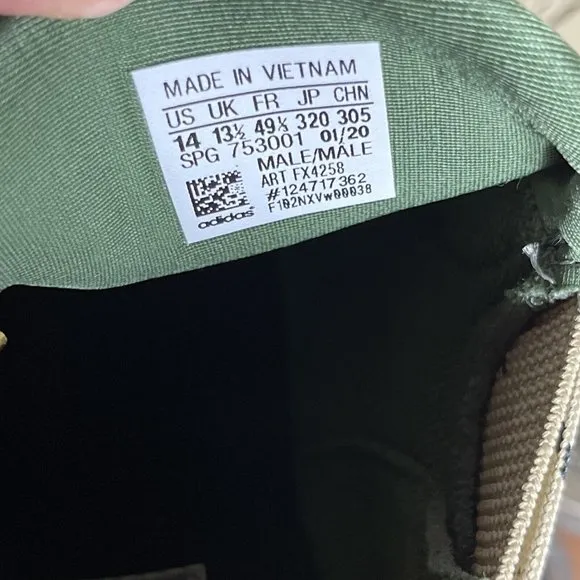 MADE IN VIETNAM
US UK FR JP CHN
14 13½ 49⅓ 320 305
SPG 753001 01/20
MALE/MÂLE
ART FX4258
#124717362
F102NXVW00038
adidas